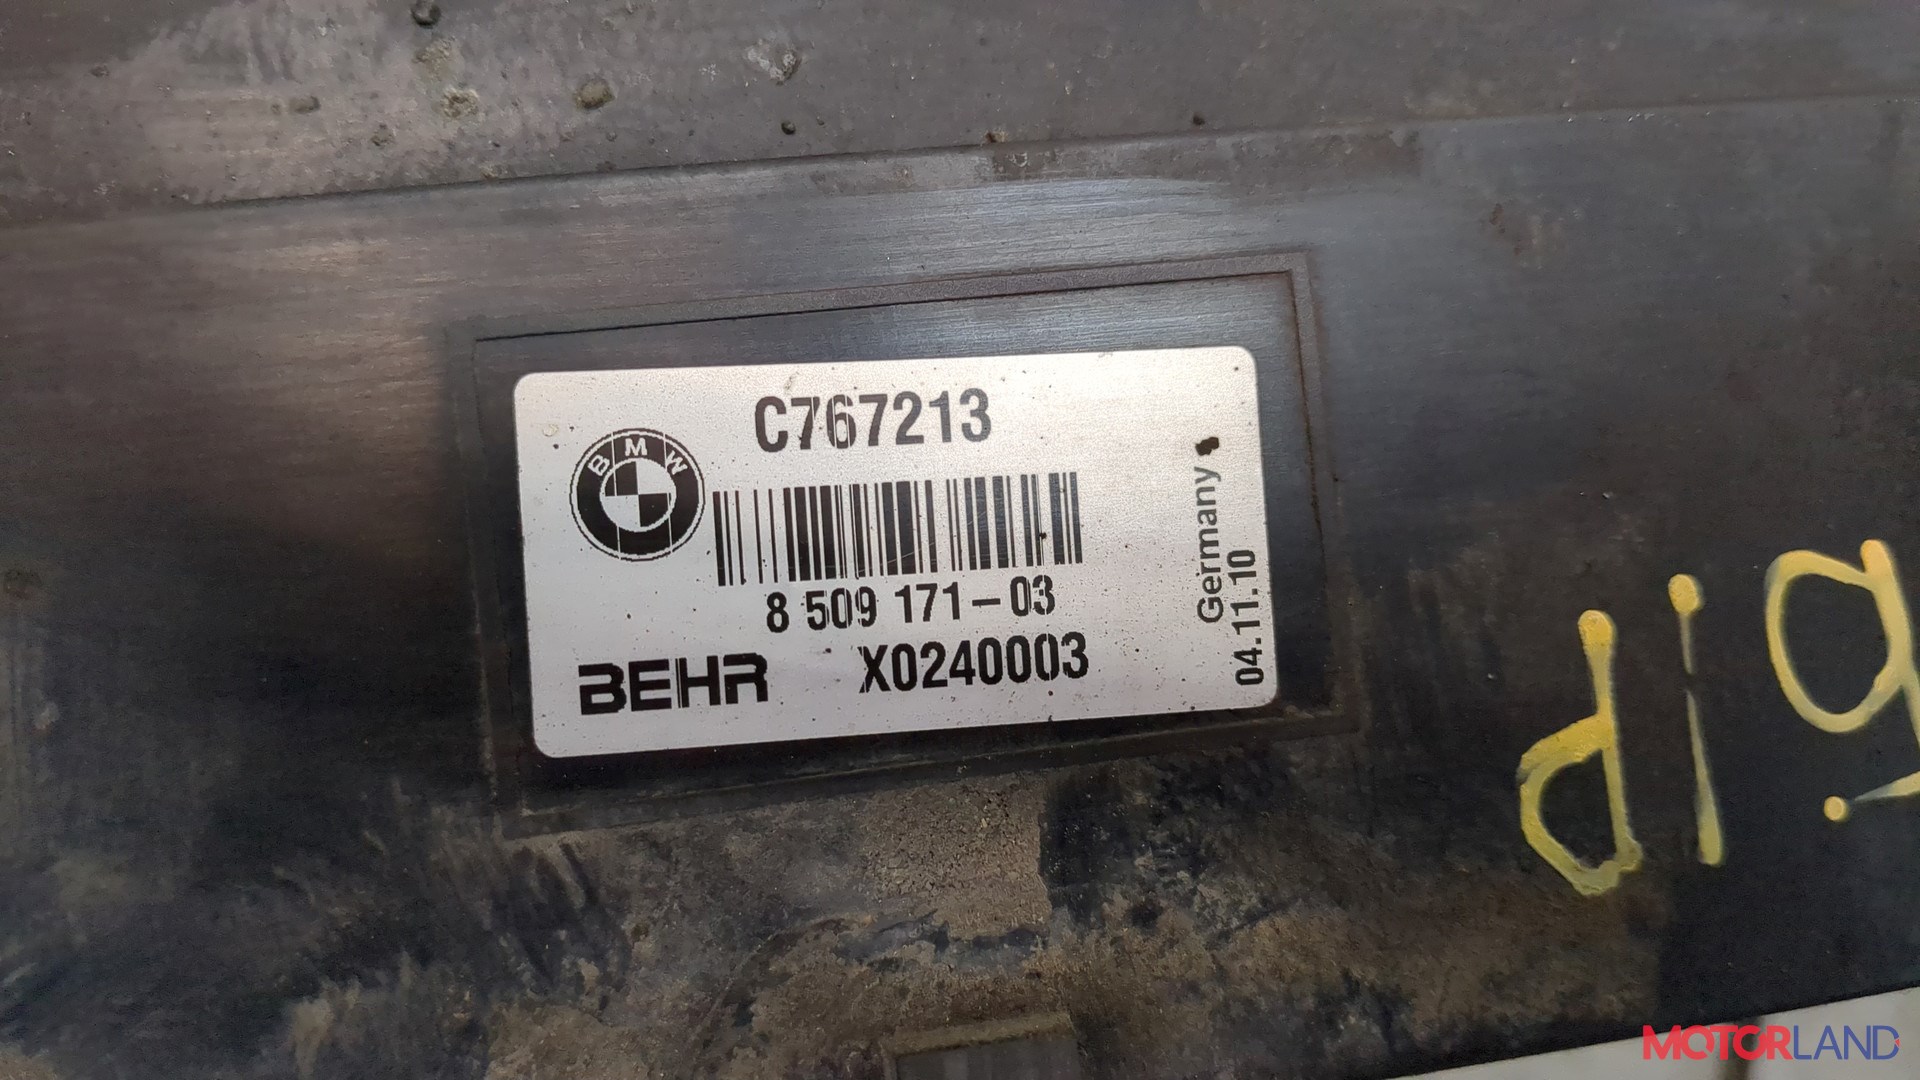 C767213
BMW
8 509 171-03
BEHR X0240003
Germany
04.11.10
MOTORLAND